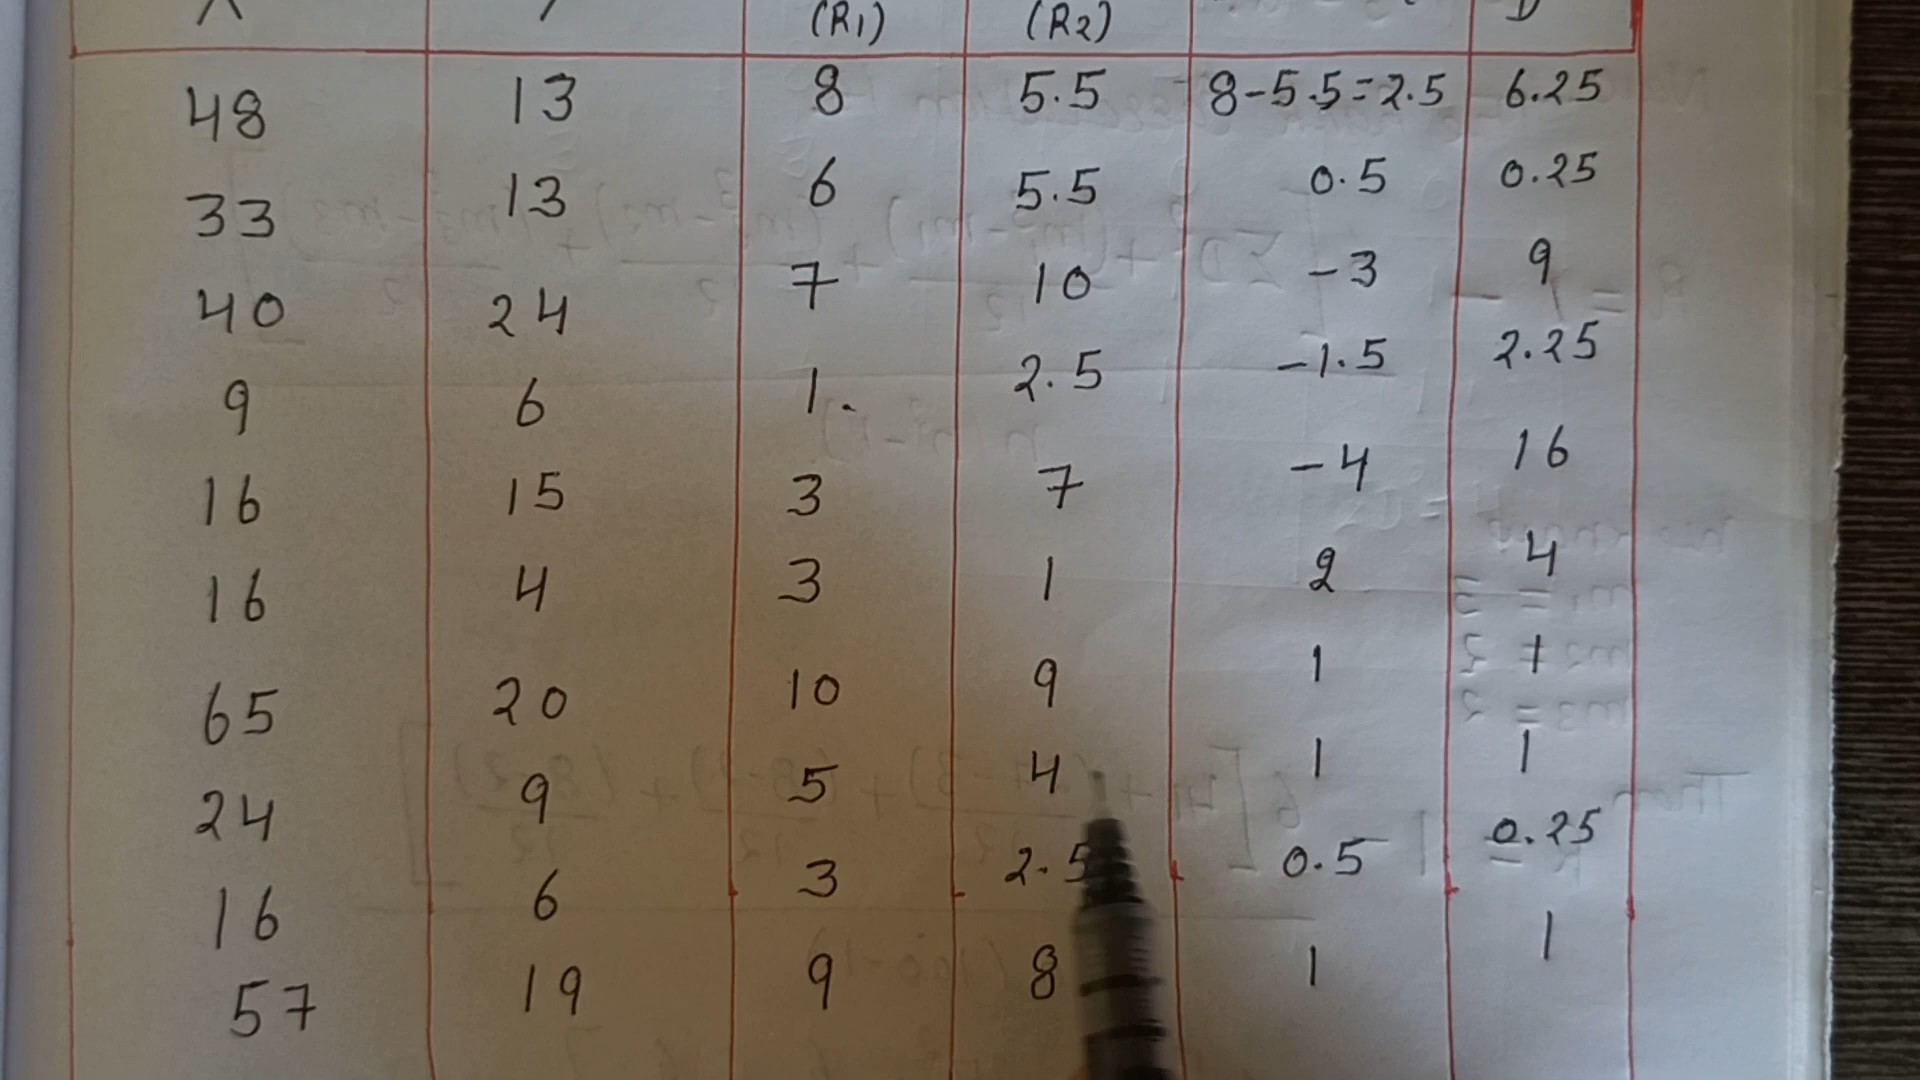 X Y (R1) (R2) D
48 13 8 5.5 8-5.5=2.5 6.25
33 13 6 5.5 0.5 0.25
40 24 7 10 -3 9
9 6 1. 2.5 -1.5 2.25
16 15 3 7 -4 16
16 4 3 1 2 4
65 20 10 9 1 1
24 9 5 4 1 1
16 6 3 2.5 0.5 0.25
57 19 9 8 1 1